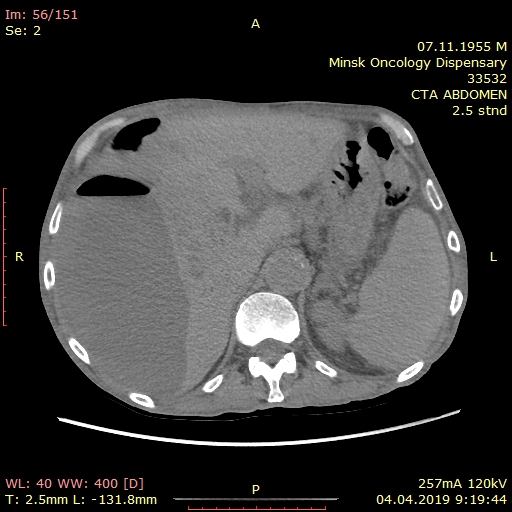 Im: 56/151
Se: 2
A
07.11.1955 M
Minsk Oncology Dispensary
33532
CTA ABDOMEN
2.5 stnd
R
L
WL: 40 WW: 400 [D]
T: 2.5mm L: -131.8mm
P
257mA 120kV
04.04.2019 9:19:44